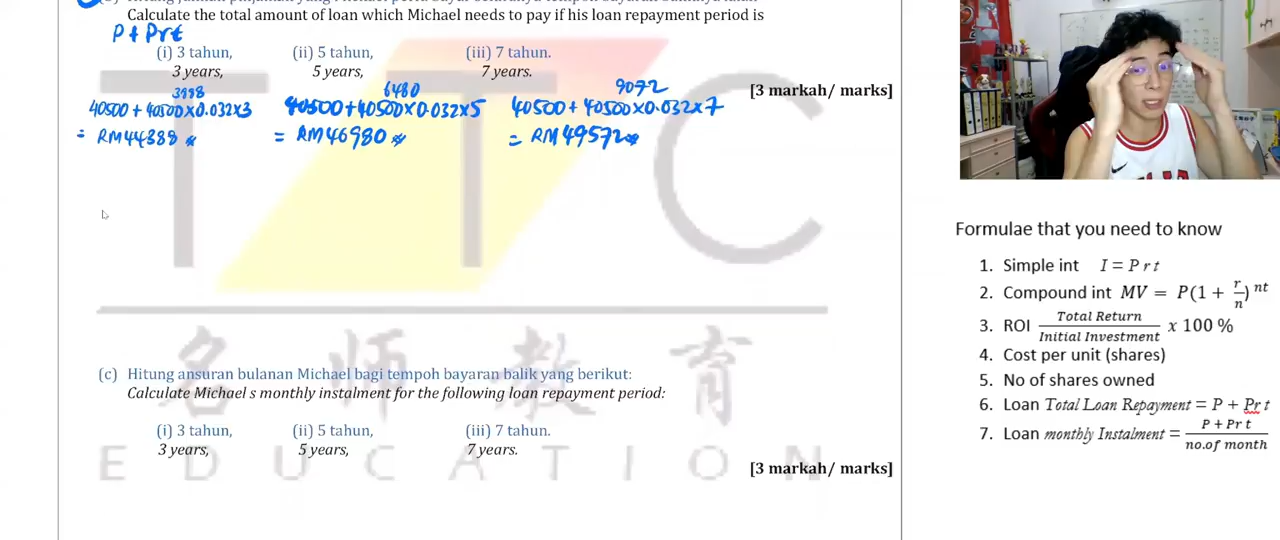 Calculate the total amount of loan which Michael needs to pay if his loan repayment period is
P + Prt
(i) 3 tahun, (ii) 5 tahun, (iii) 7 tahun.
3 years, 5 years, 7 years.
[3 markah/ marks]
3888 6480 9072
40500 + 40500 × 0.032 × 3 40500 + 40500 × 0.032 × 5 40500 + 40500 × 0.032 × 7
= RM44388 = RM46980 = RM49572
TTC
(c) Hitung ansuran bulanan Michael bagi tempoh bayaran balik yang berikut:
Calculate Michael s monthly instalment for the following loan repayment period:
名師教育
(i) 3 tahun, (ii) 5 tahun, (iii) 7 tahun.
3 years, 5 years, 7 years.
EDUCATION
[3 markah/ marks]
Formulae that you need to know
1. Simple int I = P r t
2. Compound int MV = P(1 + r/n)^nt
3. ROI Total Return / Initial Investment x 100 %
4. Cost per unit (shares)
5. No of shares owned
6. Loan Total Loan Repayment = P + Pr t
7. Loan monthly Instalment = P + Pr t / no.of month